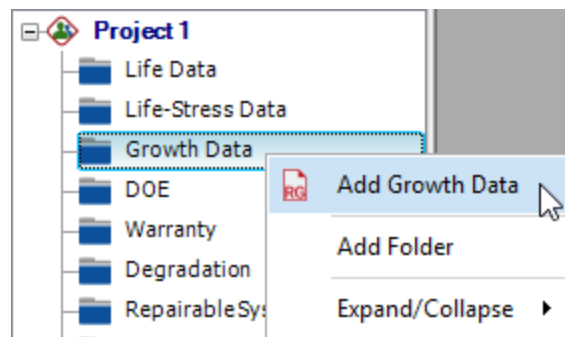 Project 1
Life Data
Life-Stress Data
Growth Data
DOE
RG
Add Growth Data
Warranty
Add Folder
Degradation
Expand/Collapse